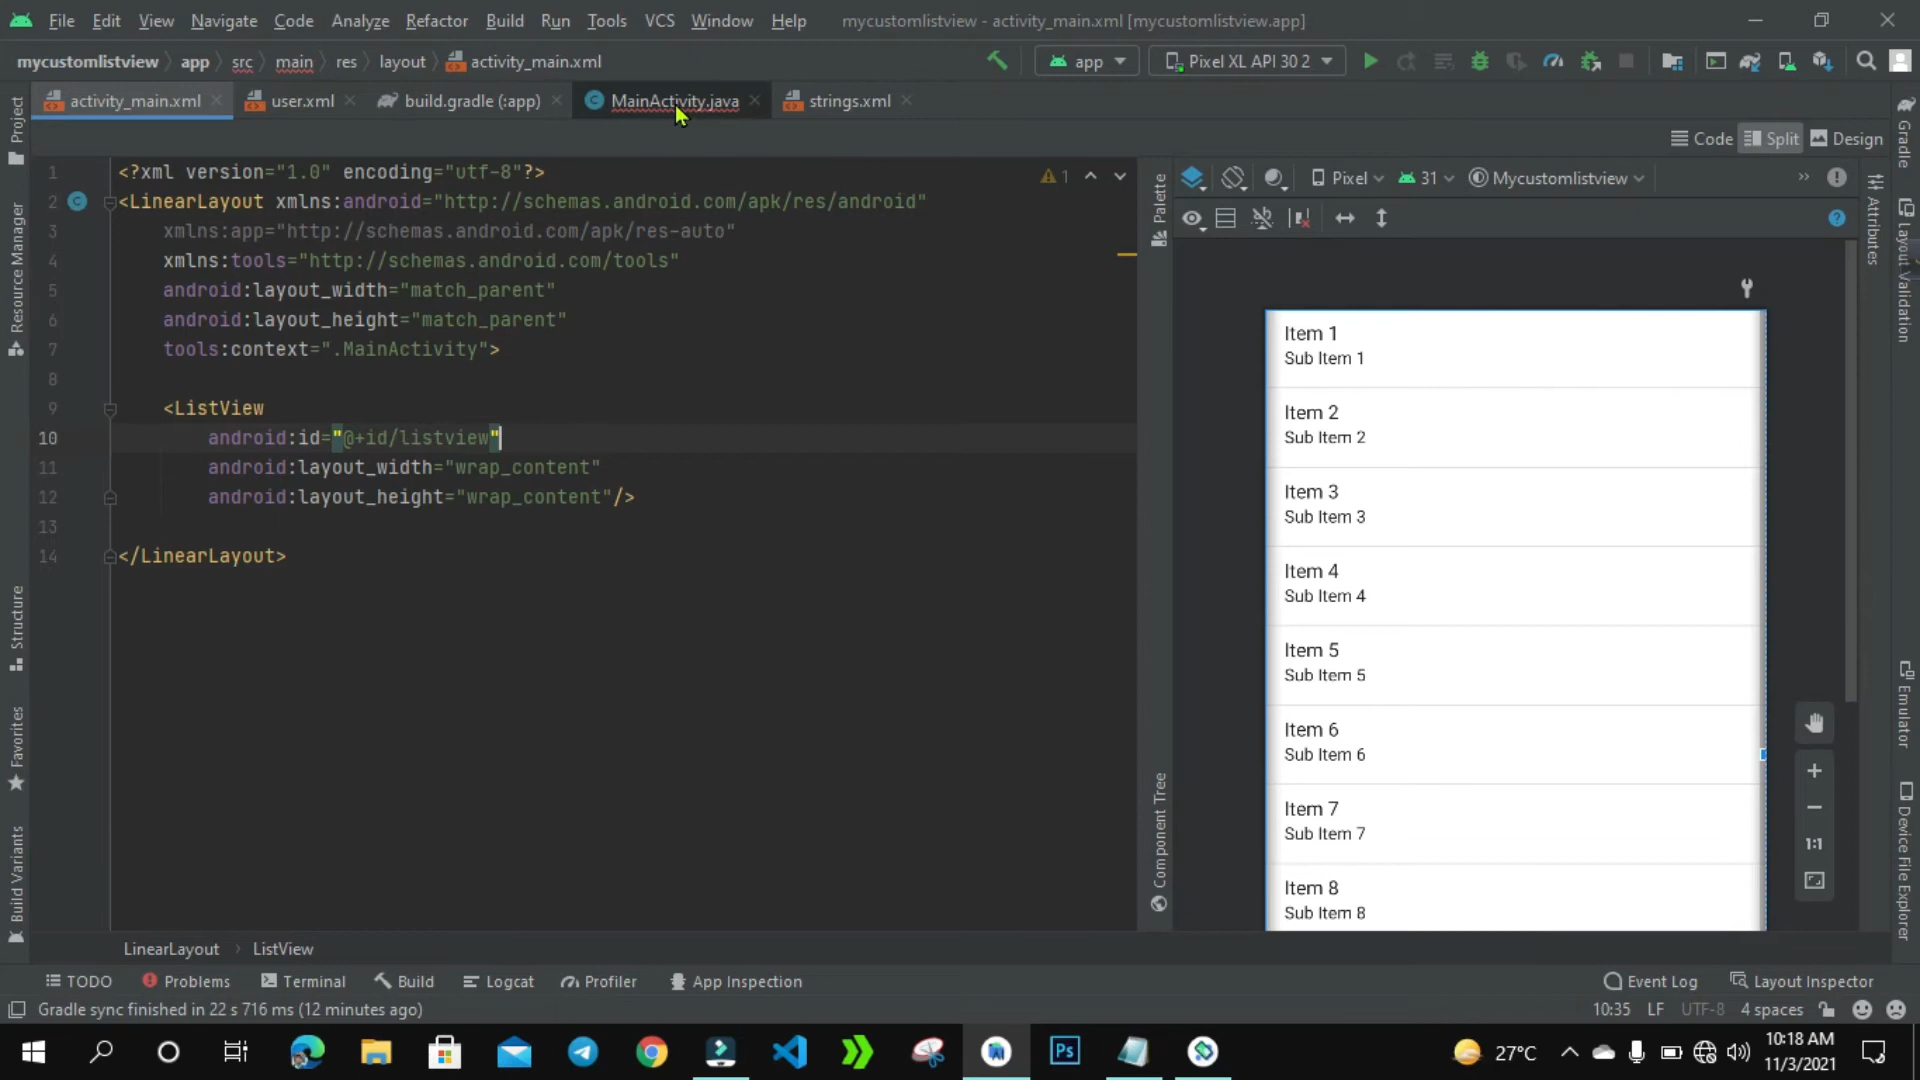 File Edit View Navigate Code Analyze Refactor Build Run Tools VCS Window Help mycustomlistview - activity_main.xml [mycustomlistview.app]
mycustomlistview app src main res layout activity_main.xml app Pixel XL API 30 2
activity_main.xml user.xml build.gradle (:app) MainActivity.java strings.xml
Code Split Design
1 <?xml version="1.0" encoding="utf-8"?>
2 <LinearLayout xmlns:android="http://schemas.android.com/apk/res/android"
3 xmlns:app="http://schemas.android.com/apk/res-auto"
4 xmlns:tools="http://schemas.android.com/tools"
5 android:layout_width="match_parent"
6 android:layout_height="match_parent"
7 tools:context=".MainActivity">
8
9 <ListView
10 android:id="@+id/listview"
11 android:layout_width="wrap_content"
12 android:layout_height="wrap_content"/>
13
14 </LinearLayout>
1
Pixel 31 Mycustomlistview
Item 1
Sub Item 1
Item 2
Sub Item 2
Item 3
Sub Item 3
Item 4
Sub Item 4
Item 5
Sub Item 5
Item 6
Sub Item 6
Item 7
Sub Item 7
Item 8
Sub Item 8
1:1
Project
Resource Manager
Structure
Favorites
Build Variants
Palette
Component Tree
Gradle
Attributes
Layout Validation
Emulator
Device File Explorer
LinearLayout ListView
TODO Problems Terminal Build Logcat Profiler App Inspection Event Log Layout Inspector
Gradle sync finished in 22 s 716 ms (12 minutes ago) 10:35 LF UTF-8 4 spaces
Ps 27°C 10:18 AM
11/3/2021